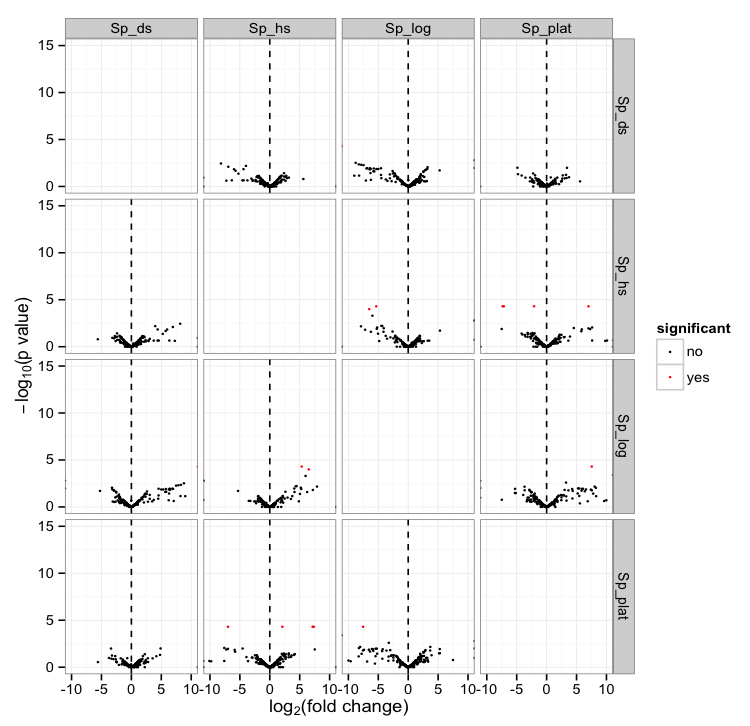 Sp_ds Sp_hs Sp_log Sp_plat
15
10
5
0
Sp_ds
15
10
5
0
Sp_hs
15
10
5
0
Sp_log
15
10
5
0
Sp_plat
-10 -5 0 5 10 -10 -5 0 5 10 -10 -5 0 5 10 -10 -5 0 5 10
log2(fold change)
−log10(p value)
significant
no
yes